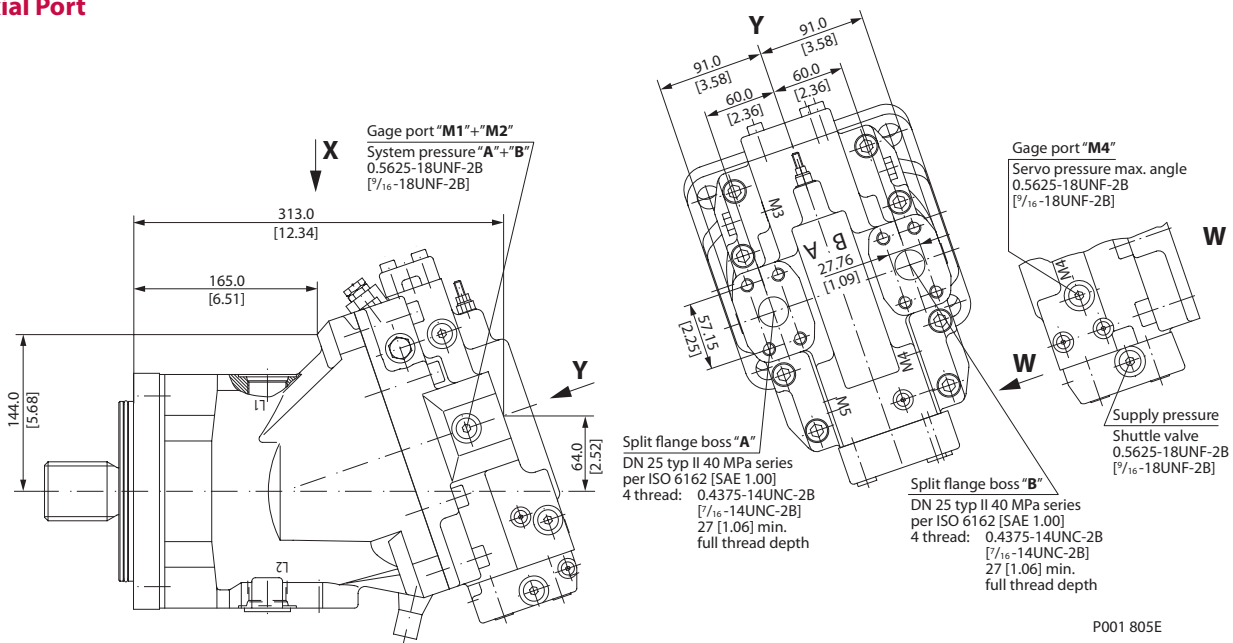 ial Port
Gage port "M1"+"M2"
System pressure "A"+"B"
0.5625-18UNF-2B
[9/16-18UNF-2B]
X
313.0
[12.34]
165.0
[6.51]
144.0
[5.68]
L1
L2
Y
64.0
[2.52]
Y
91.0
[3.58]
91.0
[3.58]
60.0
[2.36]
60.0
[2.36]
M3
B A
27.76
[1.09]
57.15
[2.25]
M4
M5
W
Split flange boss "A"
DN 25 typ II 40 MPa series
per ISO 6162 [SAE 1.00]
4 thread: 0.4375-14UNC-2B
[7/16-14UNC-2B]
27 [1.06] min.
full thread depth
Split flange boss "B"
DN 25 typ II 40 MPa series
per ISO 6162 [SAE 1.00]
4 thread: 0.4375-14UNC-2B
[7/16-14UNC-2B]
27 [1.06] min.
full thread depth
Gage port "M4"
Servo pressure max. angle
0.5625-18UNF-2B
[9/16-18UNF-2B]
W
M4
Supply pressure
Shuttle valve
0.5625-18UNF-2B
[9/16-18UNF-2B]
P001 805E